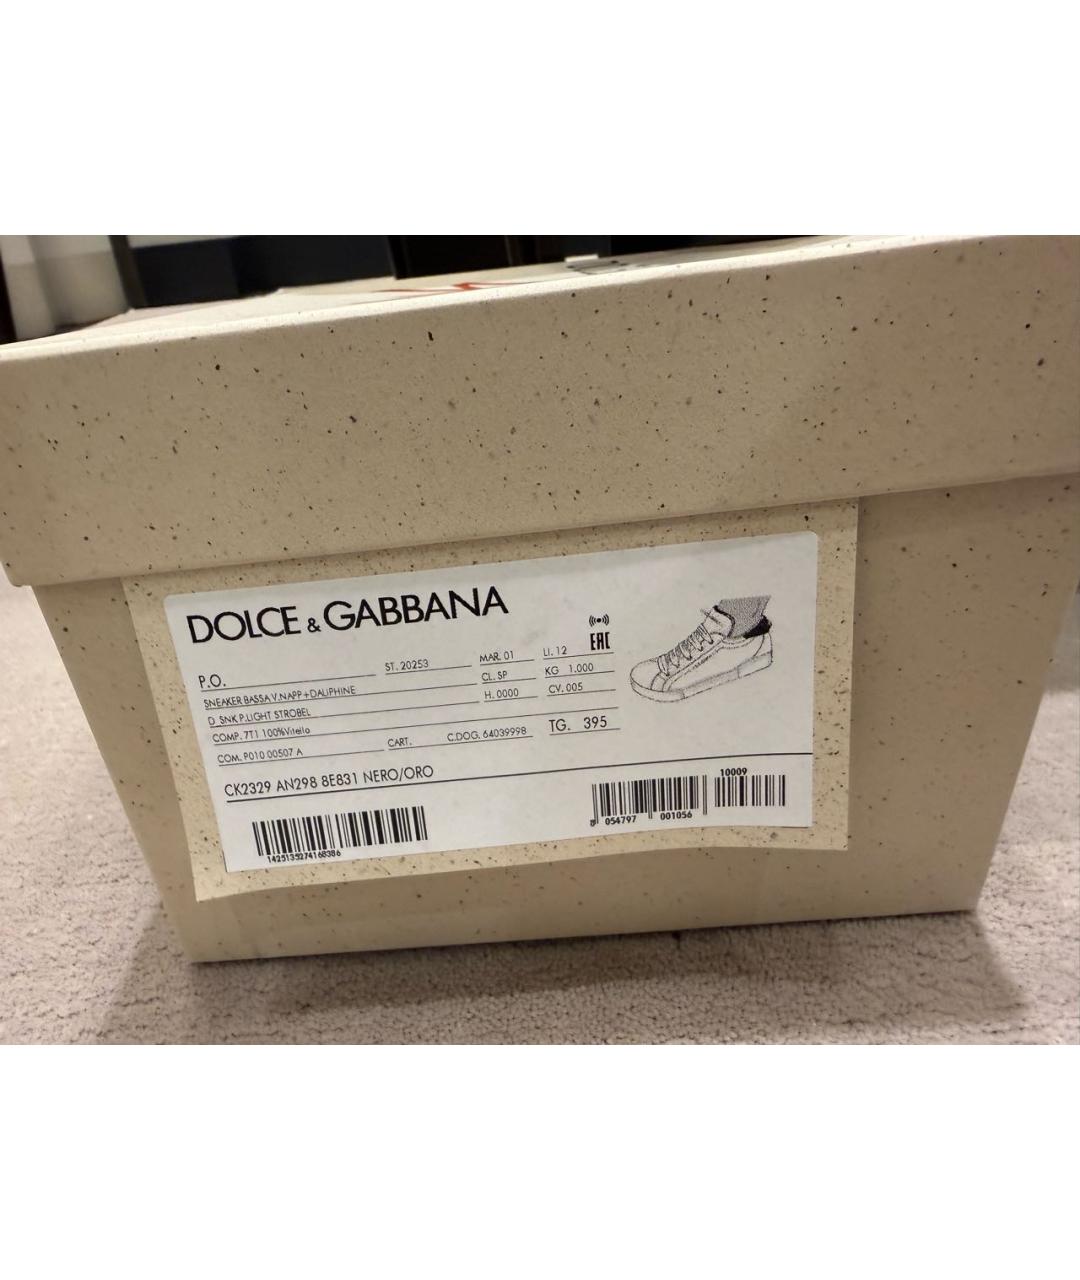 DOLCE & GABBANA
EAC
P.O. ST. 20253 MAR. 01 LI. 12
SNEAKER BASSA V.NAPP+DAUPHINE CL. SP KG 1.000
D_SNK P.LIGHT STROBEL H. 0000 CV. 005
COMP. 7T1 100%Vitello
COM. P010 00507 A CART. C.DOG. 64039998 TG. 395
CK2329 AN298 8E831 NERO/ORO
10009
8 054797 001056
1425135274168386